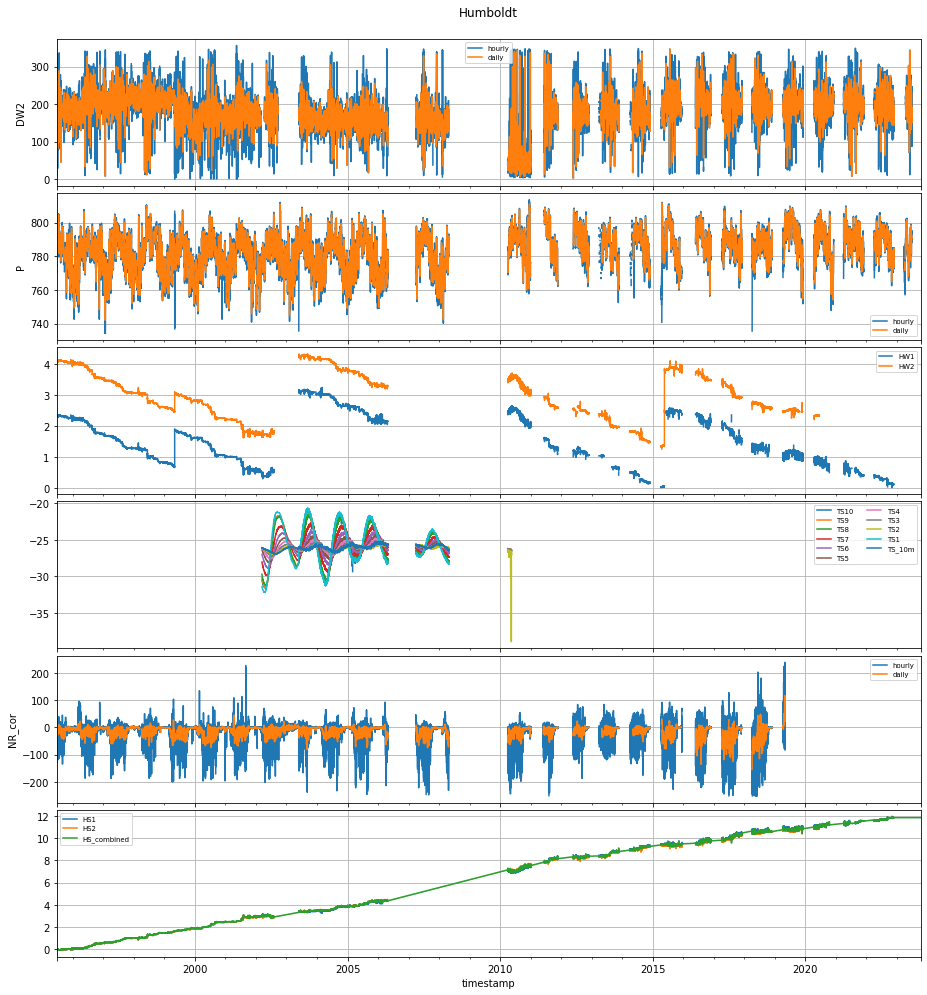 Humboldt
DW2
300
200
100
0
hourly
daily
P
800
780
760
740
hourly
daily
4
3
2
1
0
HW1
HW2
−20
−25
−30
−35
TS10 TS4
TS9 TS3
TS8 TS2
TS7 TS1
TS6 TS_10m
TS5
NR_cor
200
100
0
−100
−200
hourly
daily
12
10
8
6
4
2
0
HS1
HS2
HS_combined
2000 2005 2010 2015 2020
timestamp